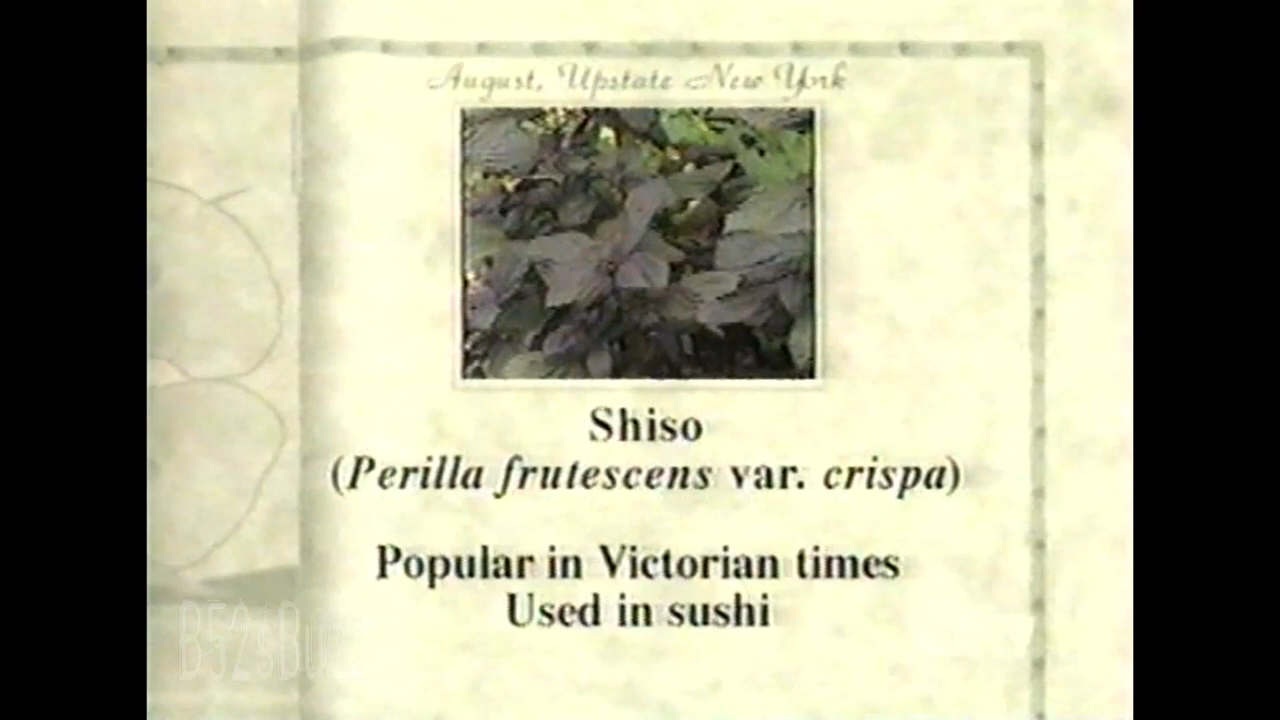 August, Upstate New York
Shiso
(Perilla frutescens var. crispa)
Popular in Victorian times
Used in sushi